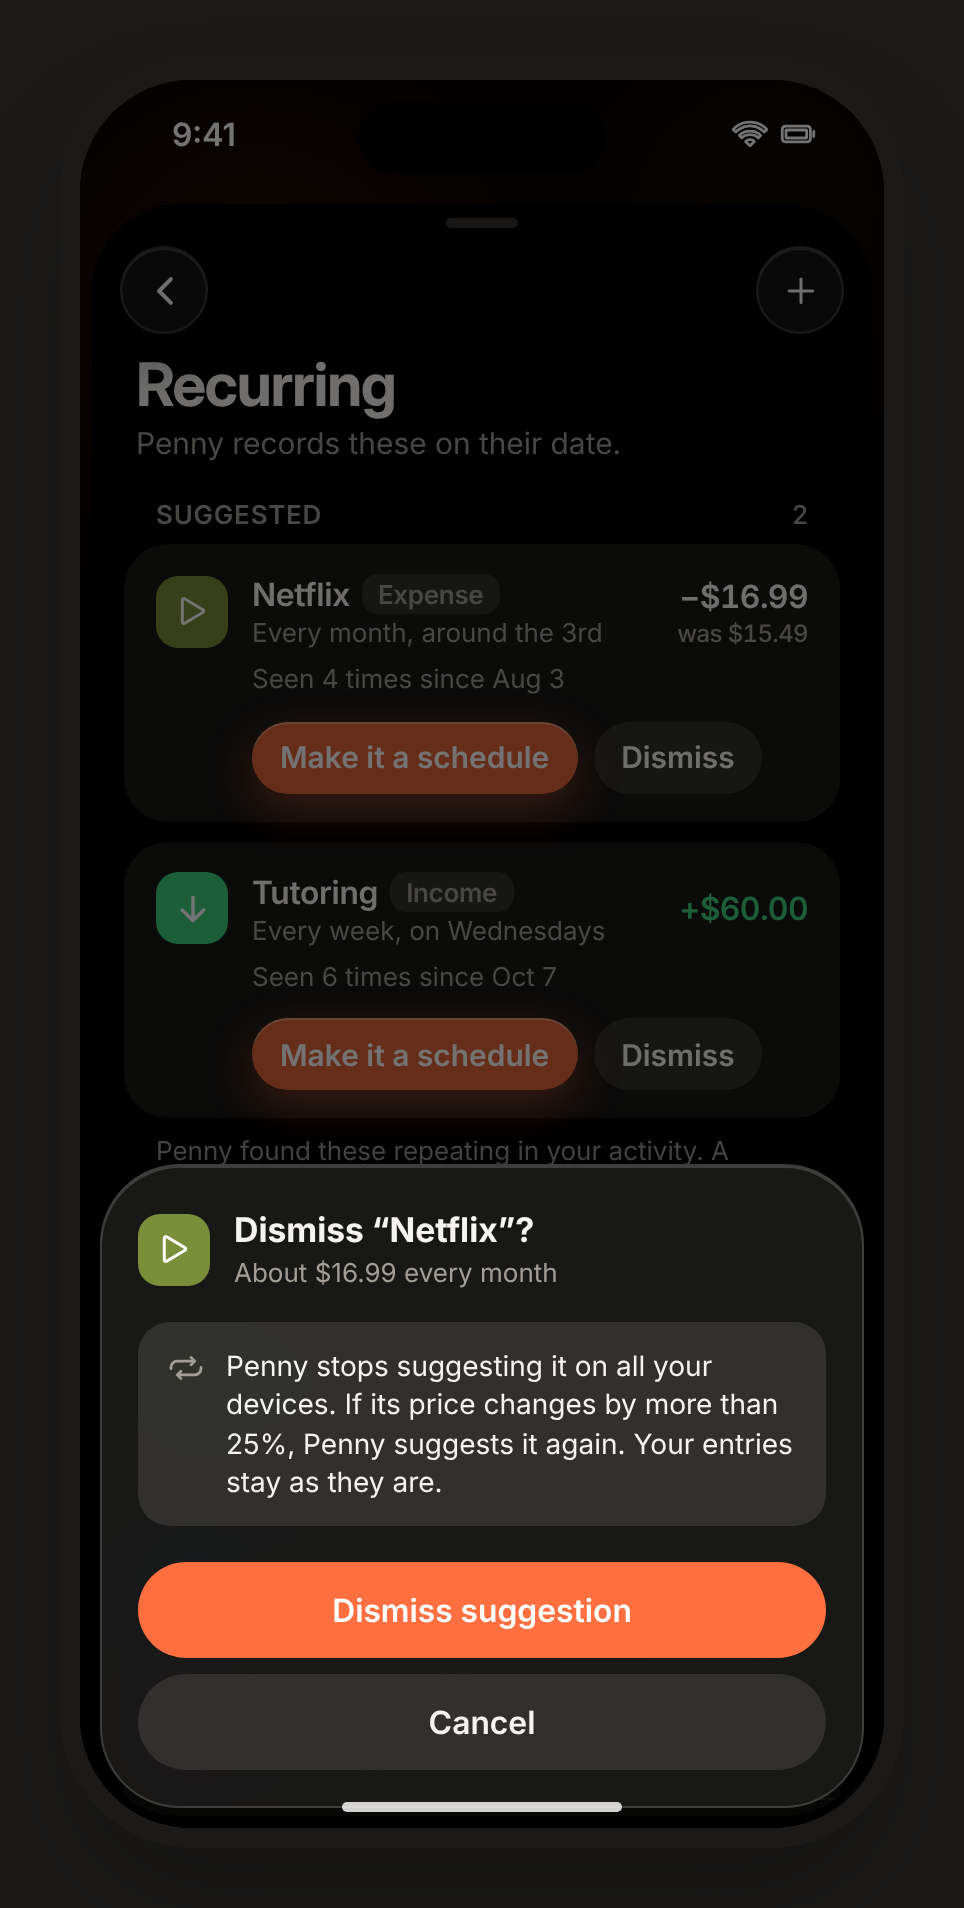 9:41
Recurring
Penny records these on their date.
SUGGESTED 2
Netflix Expense −$16.99
Every month, around the 3rd was $15.49
Seen 4 times since Aug 3
Make it a schedule Dismiss
Tutoring Income +$60.00
Every week, on Wednesdays
Seen 6 times since Oct 7
Make it a schedule Dismiss
Penny found these repeating in your activity. A
Dismiss “Netflix”?
About $16.99 every month
Penny stops suggesting it on all your
devices. If its price changes by more than
25%, Penny suggests it again. Your entries
stay as they are.
Dismiss suggestion
Cancel